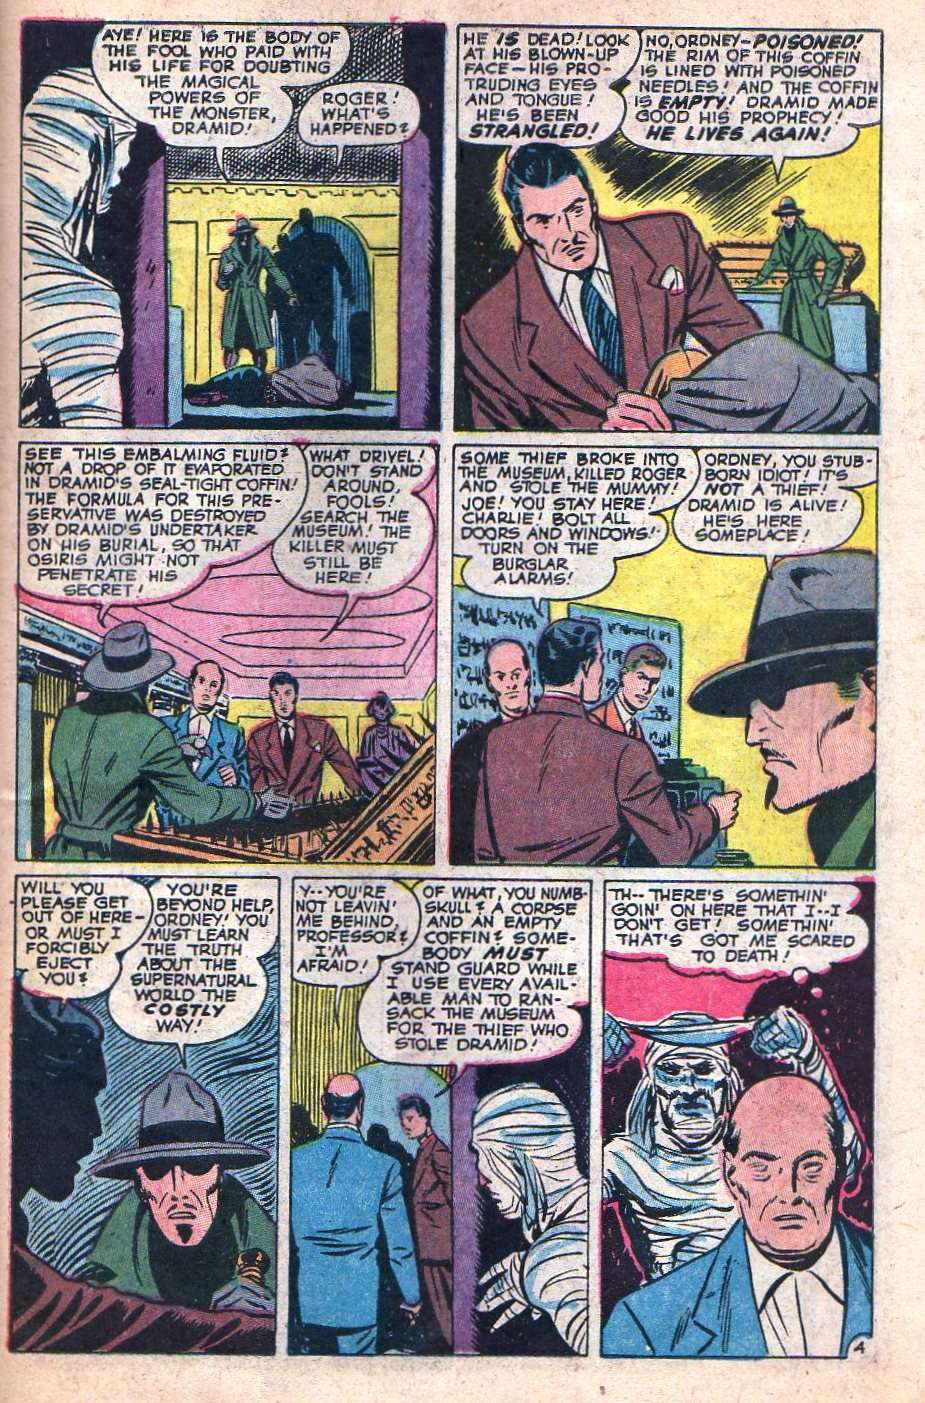 AYE! HERE IS THE BODY OF
THE FOOL WHO PAID WITH
HIS LIFE FOR DOUBTING
THE MAGICAL
POWERS OF
THE MONSTER,
DRAMID!
ROGER!
WHAT'S
HAPPENED?
HE IS DEAD! LOOK
AT HIS BLOWN-UP
FACE—HIS PRO-
TRUDING EYES
AND TONGUE!
HE'S BEEN
STRANGLED!
NO, ORDNEY—POISONED!
THE RIM OF THIS COFFIN
IS LINED WITH POISONED
NEEDLES! AND THE COFFIN
IS EMPTY! DRAMID MADE
GOOD HIS PROPHECY!
HE LIVES AGAIN!
SEE THIS EMBALMING FLUID?
NOT A DROP OF IT EVAPORATED
IN DRAMID'S SEAL-TIGHT COFFIN!
THE FORMULA FOR THIS PRE-
SERVATIVE WAS DESTROYED
BY DRAMID'S UNDERTAKER
ON HIS BURIAL, SO THAT
OSIRIS MIGHT NOT
PENETRATE HIS
SECRET!
WHAT DRIVEL!
DON'T STAND
AROUND,
FOOLS!
SEARCH THE
MUSEUM! THE
KILLER MUST
STILL BE
HERE!
SOME THIEF BROKE INTO
THE MUSEUM, KILLED ROGER
AND STOLE THE MUMMY!
JOE! YOU STAY HERE!
CHARLIE! BOLT ALL
DOORS AND WINDOWS!
TURN ON THE
BURGLAR
ALARMS!
ORDNEY, YOU STUB-
BORN IDIOT! IT'S
NOT A THIEF!
DRAMID IS ALIVE!
HE'S HERE
SOMEPLACE!
WILL YOU
PLEASE GET
OUT OF HERE—
OR MUST I
FORCIBLY
EJECT
YOU?
YOU'RE
BEYOND HELP,
ORDNEY! YOU
MUST LEARN
THE TRUTH
ABOUT THE
SUPERNATURAL
WORLD THE
COSTLY
WAY!
Y--YOU'RE
NOT LEAVIN'
ME BEHIND,
PROFESSOR?
I'M
AFRAID!
OF WHAT, YOU NUMB-
SKULL? A CORPSE
AND AN EMPTY
COFFIN? SOME-
BODY MUST
STAND GUARD WHILE
I USE EVERY AVAIL-
ABLE MAN TO RAN-
SACK THE MUSEUM
FOR THE THIEF WHO
STOLE DRAMID!
TH-- THERE'S SOMETHIN'
GOIN' ON HERE THAT I--I
DON'T GET! SOMETHIN'
THAT'S GOT ME SCARED
TO DEATH!
4